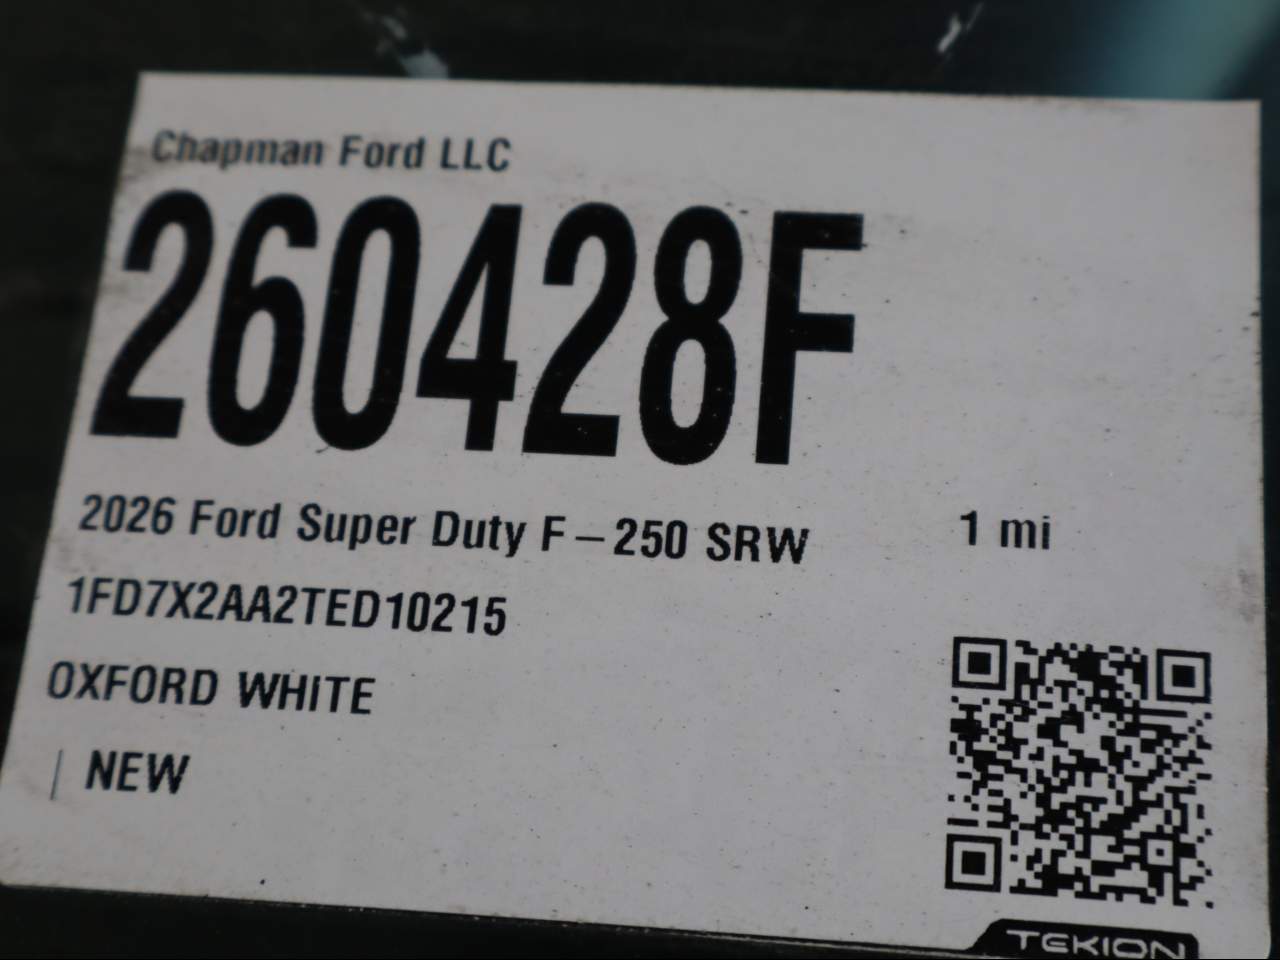 Chapman Ford LLC
260428F
2026 Ford Super Duty F-250 SRW 1 mi
1FD7X2AA2TED10215
OXFORD WHITE
| NEW
TEKION